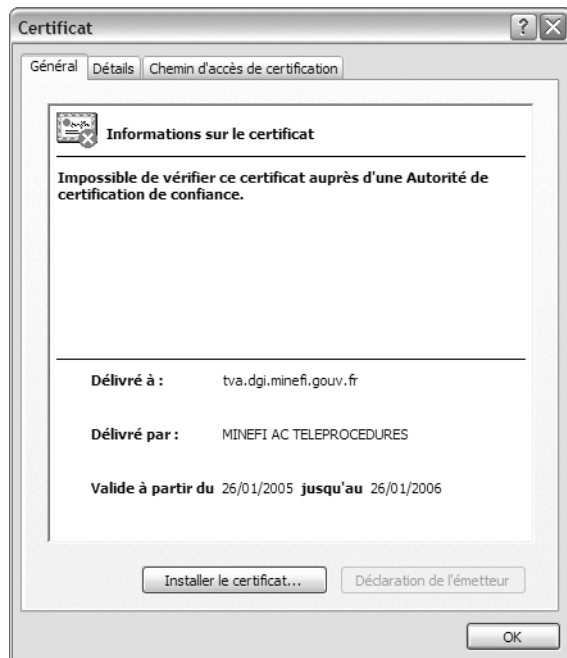 Certificat
Général Détails Chemin d'accès de certification
Informations sur le certificat
Impossible de vérifier ce certificat auprès d'une Autorité de
certification de confiance.
Délivré à : tva.dgi.minefi.gouv.fr
Délivré par : MINEFI AC TELEPROCEDURES
Valide à partir du 26/01/2005 jusqu'au 26/01/2006
Installer le certificat... Déclaration de l'émetteur
OK